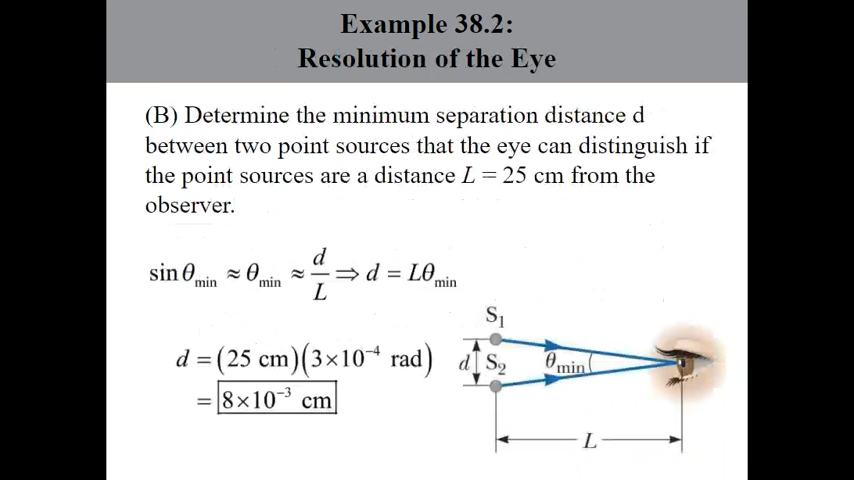 Example 38.2:
Resolution of the Eye
(B) Determine the minimum separation distance d
between two point sources that the eye can distinguish if
the point sources are a distance L = 25 cm from the
observer.
sin θmin ≈ θmin ≈ d/L ⇒ d = Lθmin
d = (25 cm)(3×10⁻⁴ rad)
= 8×10⁻³ cm
S₁
d S₂ θmin
L